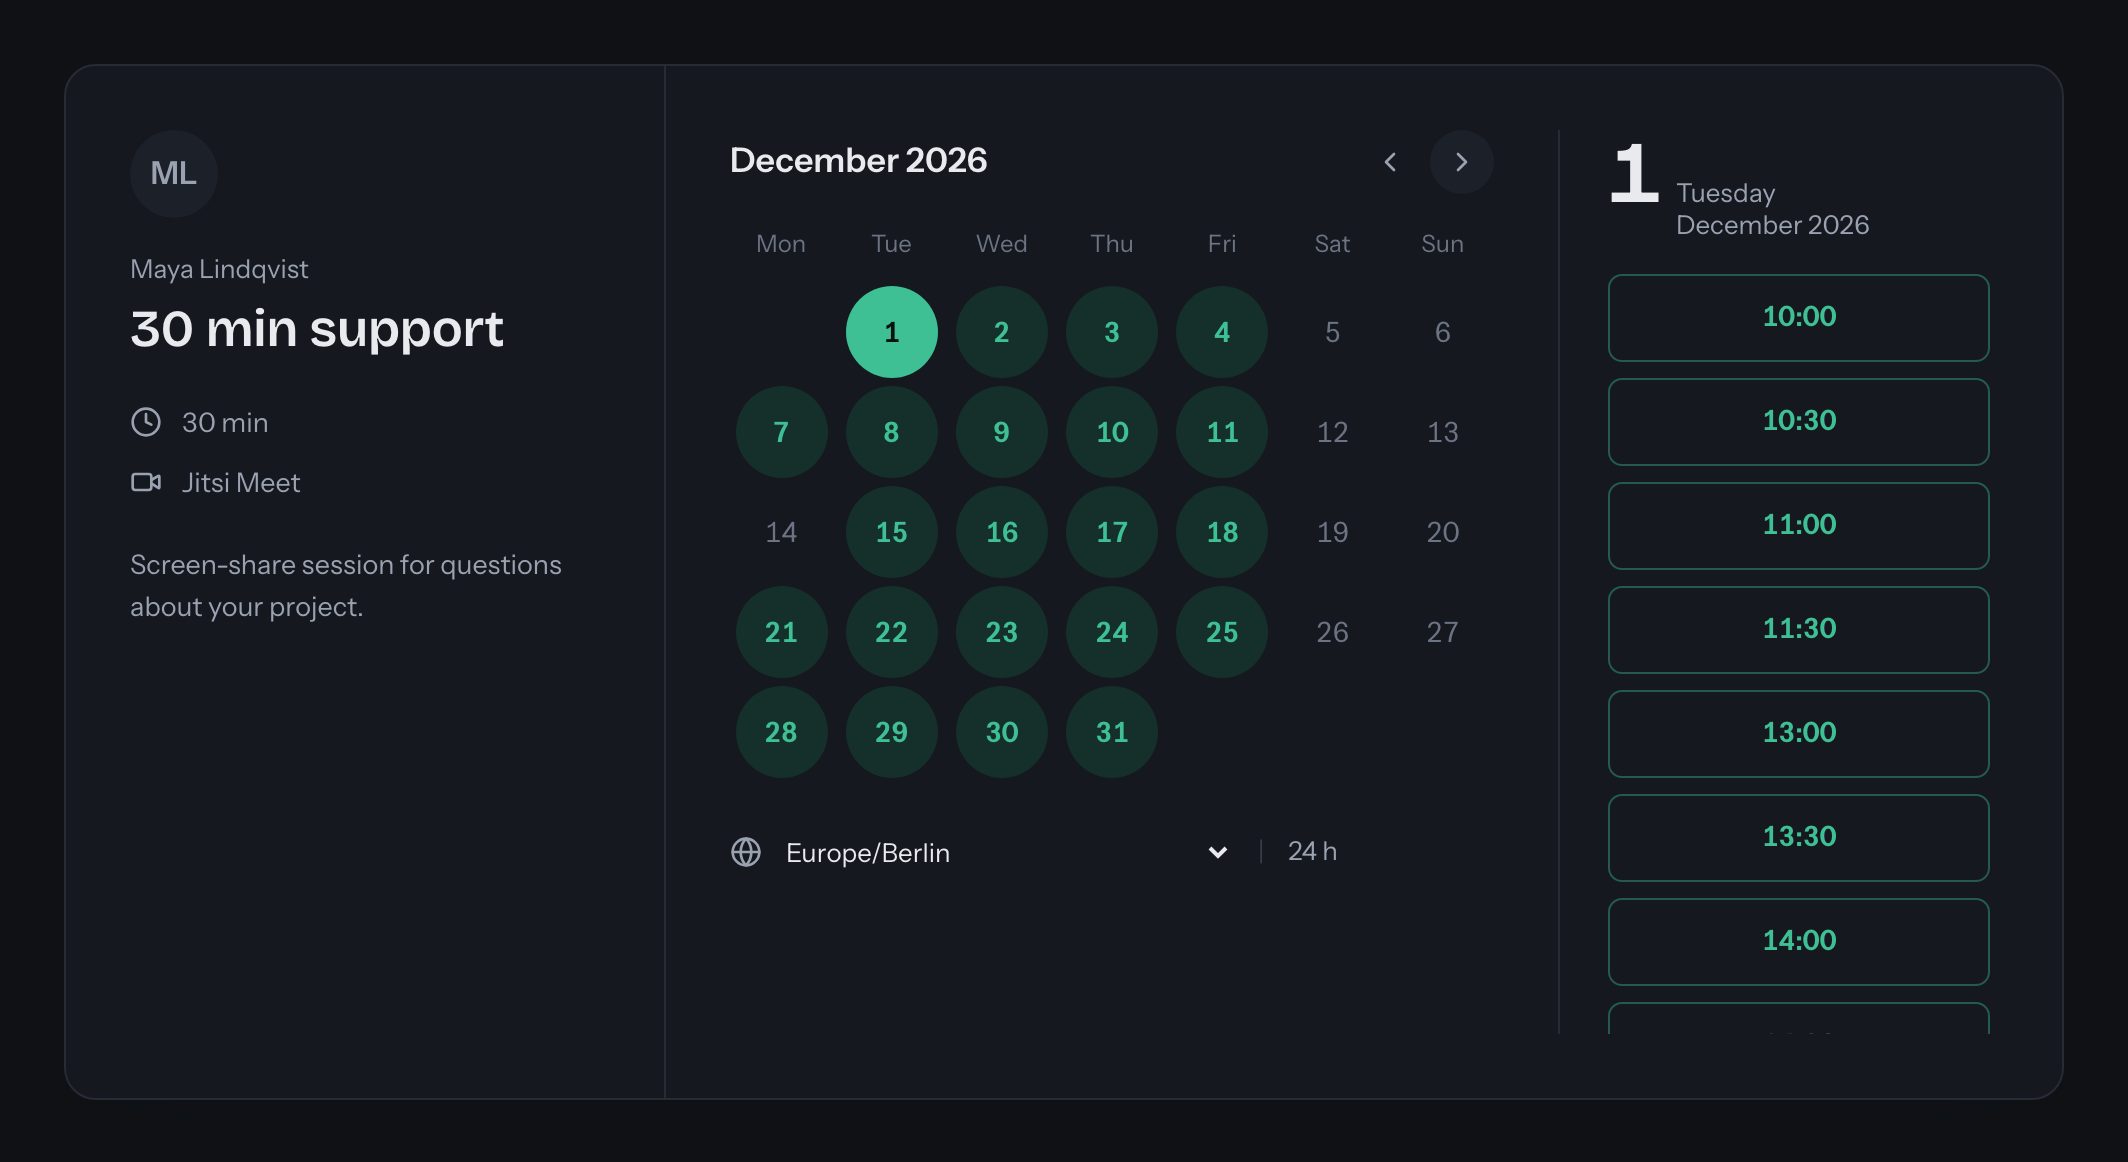 ML
Maya Lindqvist
30 min support
30 min
Jitsi Meet
Screen-share session for questions
about your project.
December 2026
Mon Tue Wed Thu Fri Sat Sun
1 2 3 4 5 6
7 8 9 10 11 12 13
14 15 16 17 18 19 20
21 22 23 24 25 26 27
28 29 30 31
Europe/Berlin 24 h
1 Tuesday
December 2026
10:00
10:30
11:00
11:30
13:00
13:30
14:00